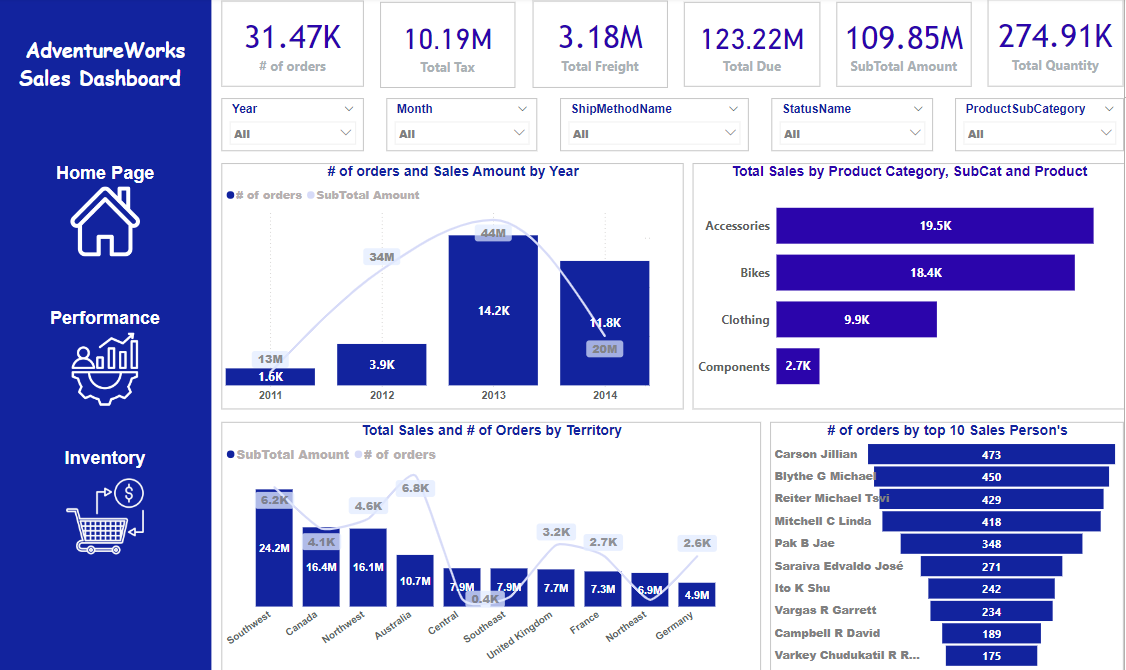 AdventureWorks
Sales Dashboard
Home Page
Performance
Inventory
31.47K
# of orders
10.19M
Total Tax
3.18M
Total Freight
123.22M
Total Due
109.85M
SubTotal Amount
274.91K
Total Quantity
Year
All
Month
All
ShipMethodName
All
StatusName
All
ProductSubCategory
All
# of orders and Sales Amount by Year
# of orders SubTotal Amount
13M
34M
44M
20M
1.6K
3.9K
14.2K
11.8K
2011 2012 2013 2014
Total Sales by Product Category, SubCat and Product
Accessories 19.5K
Bikes 18.4K
Clothing 9.9K
Components 2.7K
Total Sales and # of Orders by Territory
SubTotal Amount # of orders
6.2K 4.1K 4.6K 6.8K 0.4K 3.2K 2.7K 2.6K
24.2M 16.4M 16.1M 10.7M 7.9M 7.9M 7.7M 7.3M 6.9M 4.9M
Southwest Canada Northwest Australia Central Southeast United Kingdom France Northeast Germany
# of orders by top 10 Sales Person's
Carson Jillian 473
Blythe G Michael 450
Reiter Michael Tsvi 429
Mitchell C Linda 418
Pak B Jae 348
Saraiva Edvaldo José 271
Ito K Shu 242
Vargas R Garrett 234
Campbell R David 189
Varkey Chudukatil R R... 175